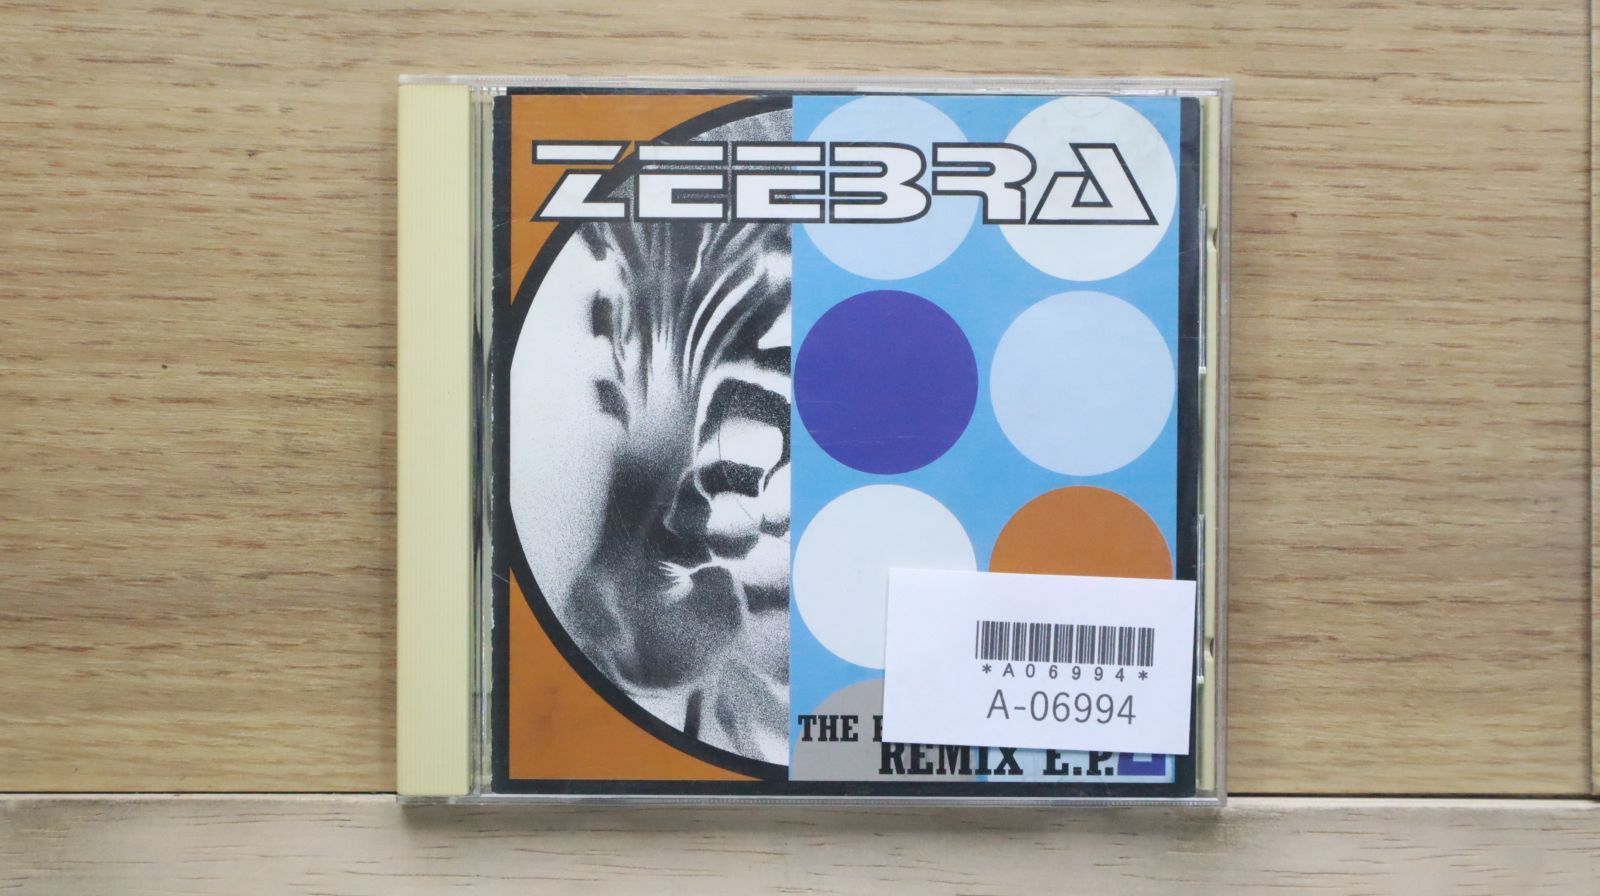 ZEEBRA
THE
REMIX E.P.
*A06994*
A-06994